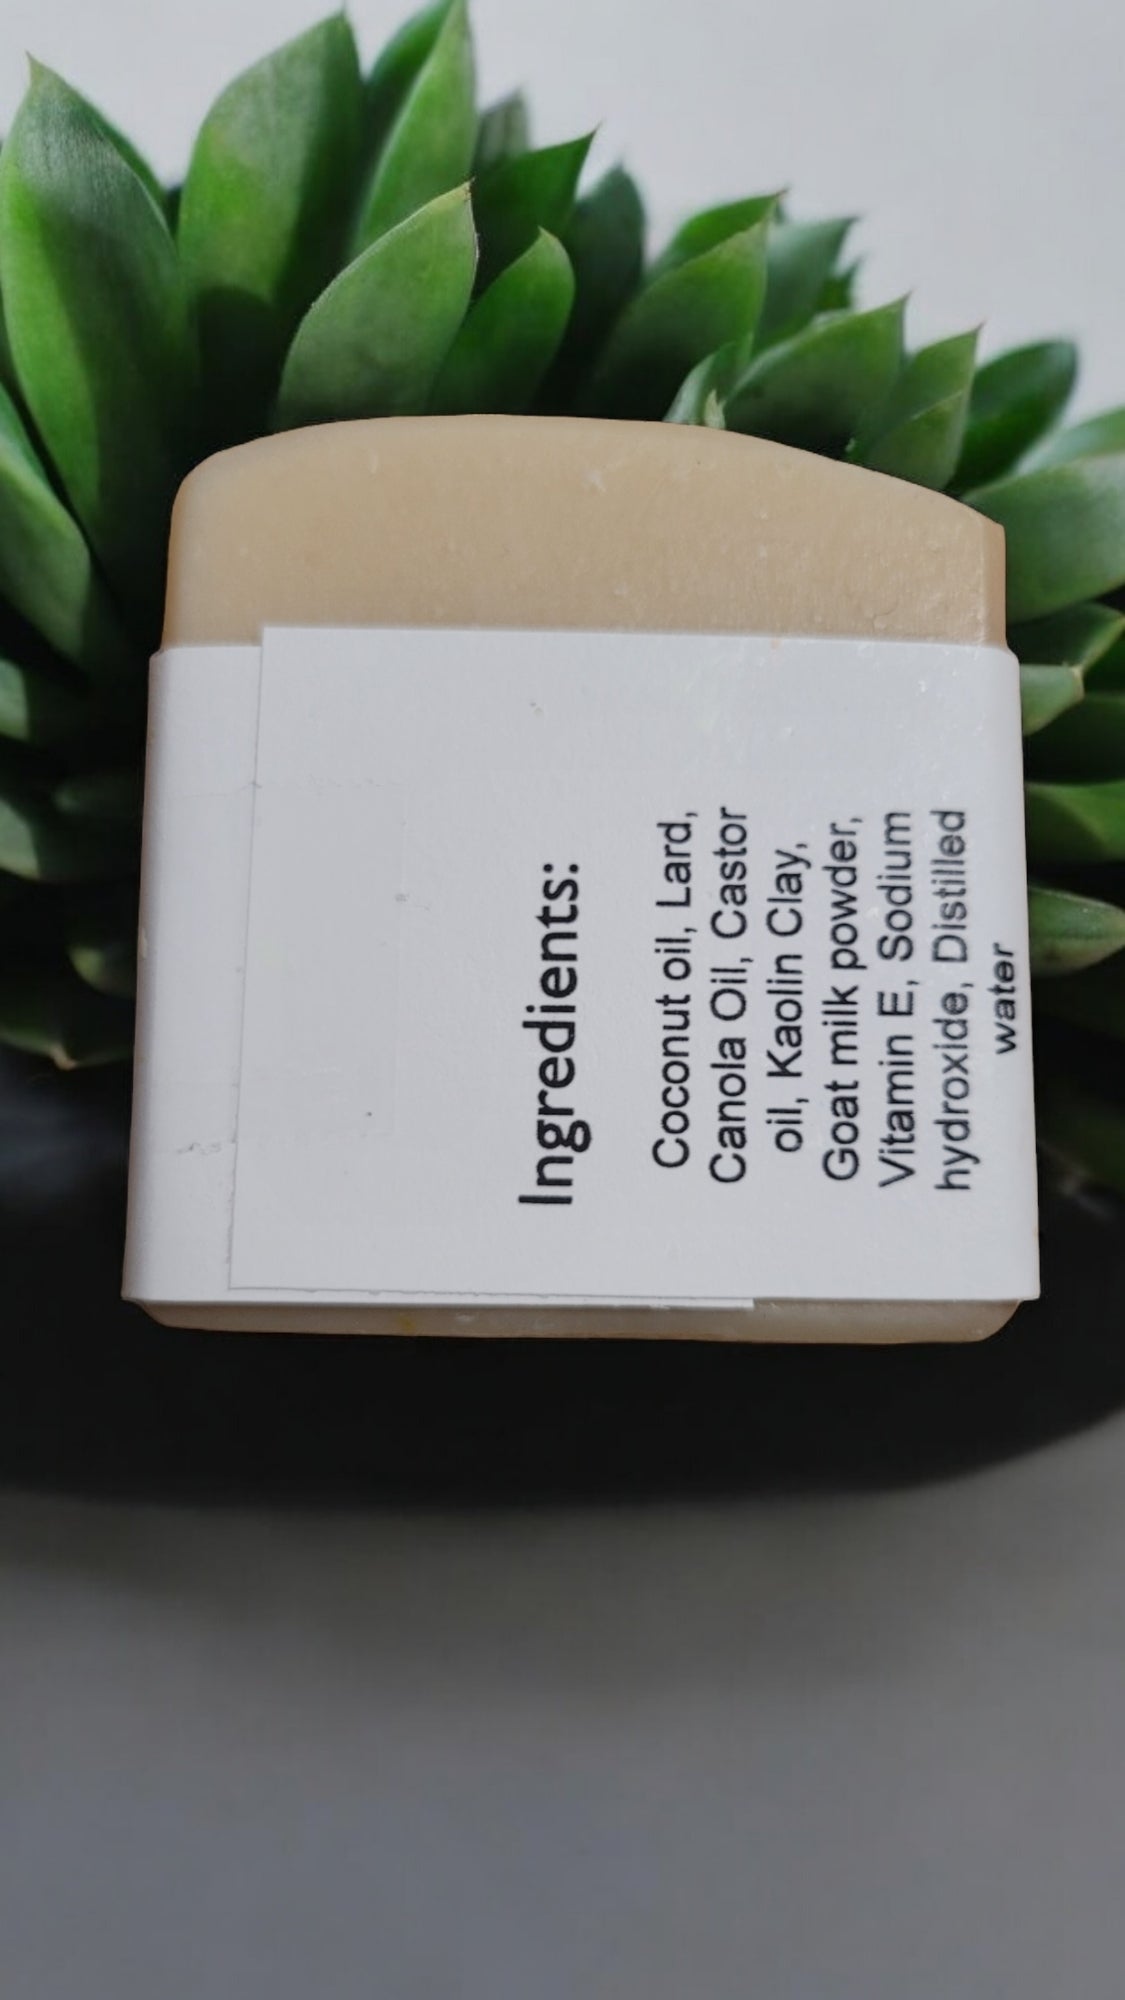 Ingredients:
Coconut oil, Lard,
Canola Oil, Castor
oil, Kaolin Clay,
Goat milk powder,
Vitamin E, Sodium
hydroxide, Distilled
water